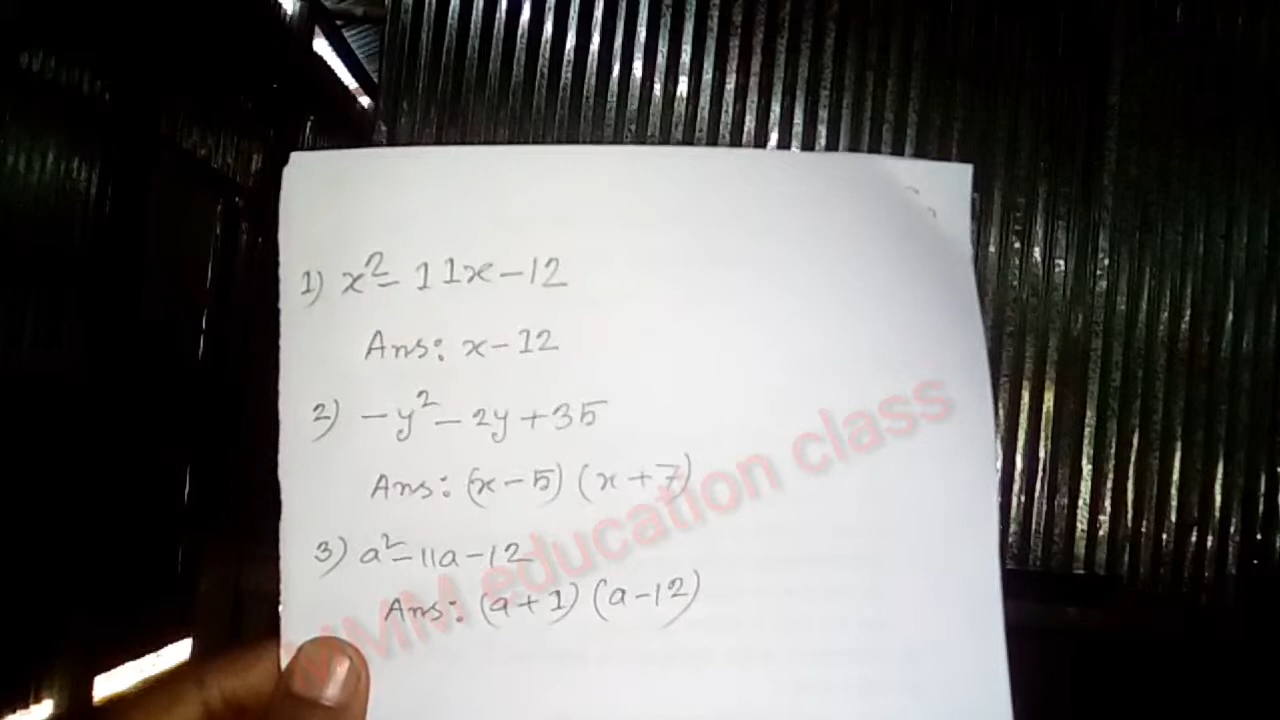 1) x² - 11x - 12
Ans: x - 12
2) - y² - 2y + 35
Ans: (x - 5) (x + 7)
3) a² - 11a - 12
Ans: (a + 1) (a - 12)
MMM education class